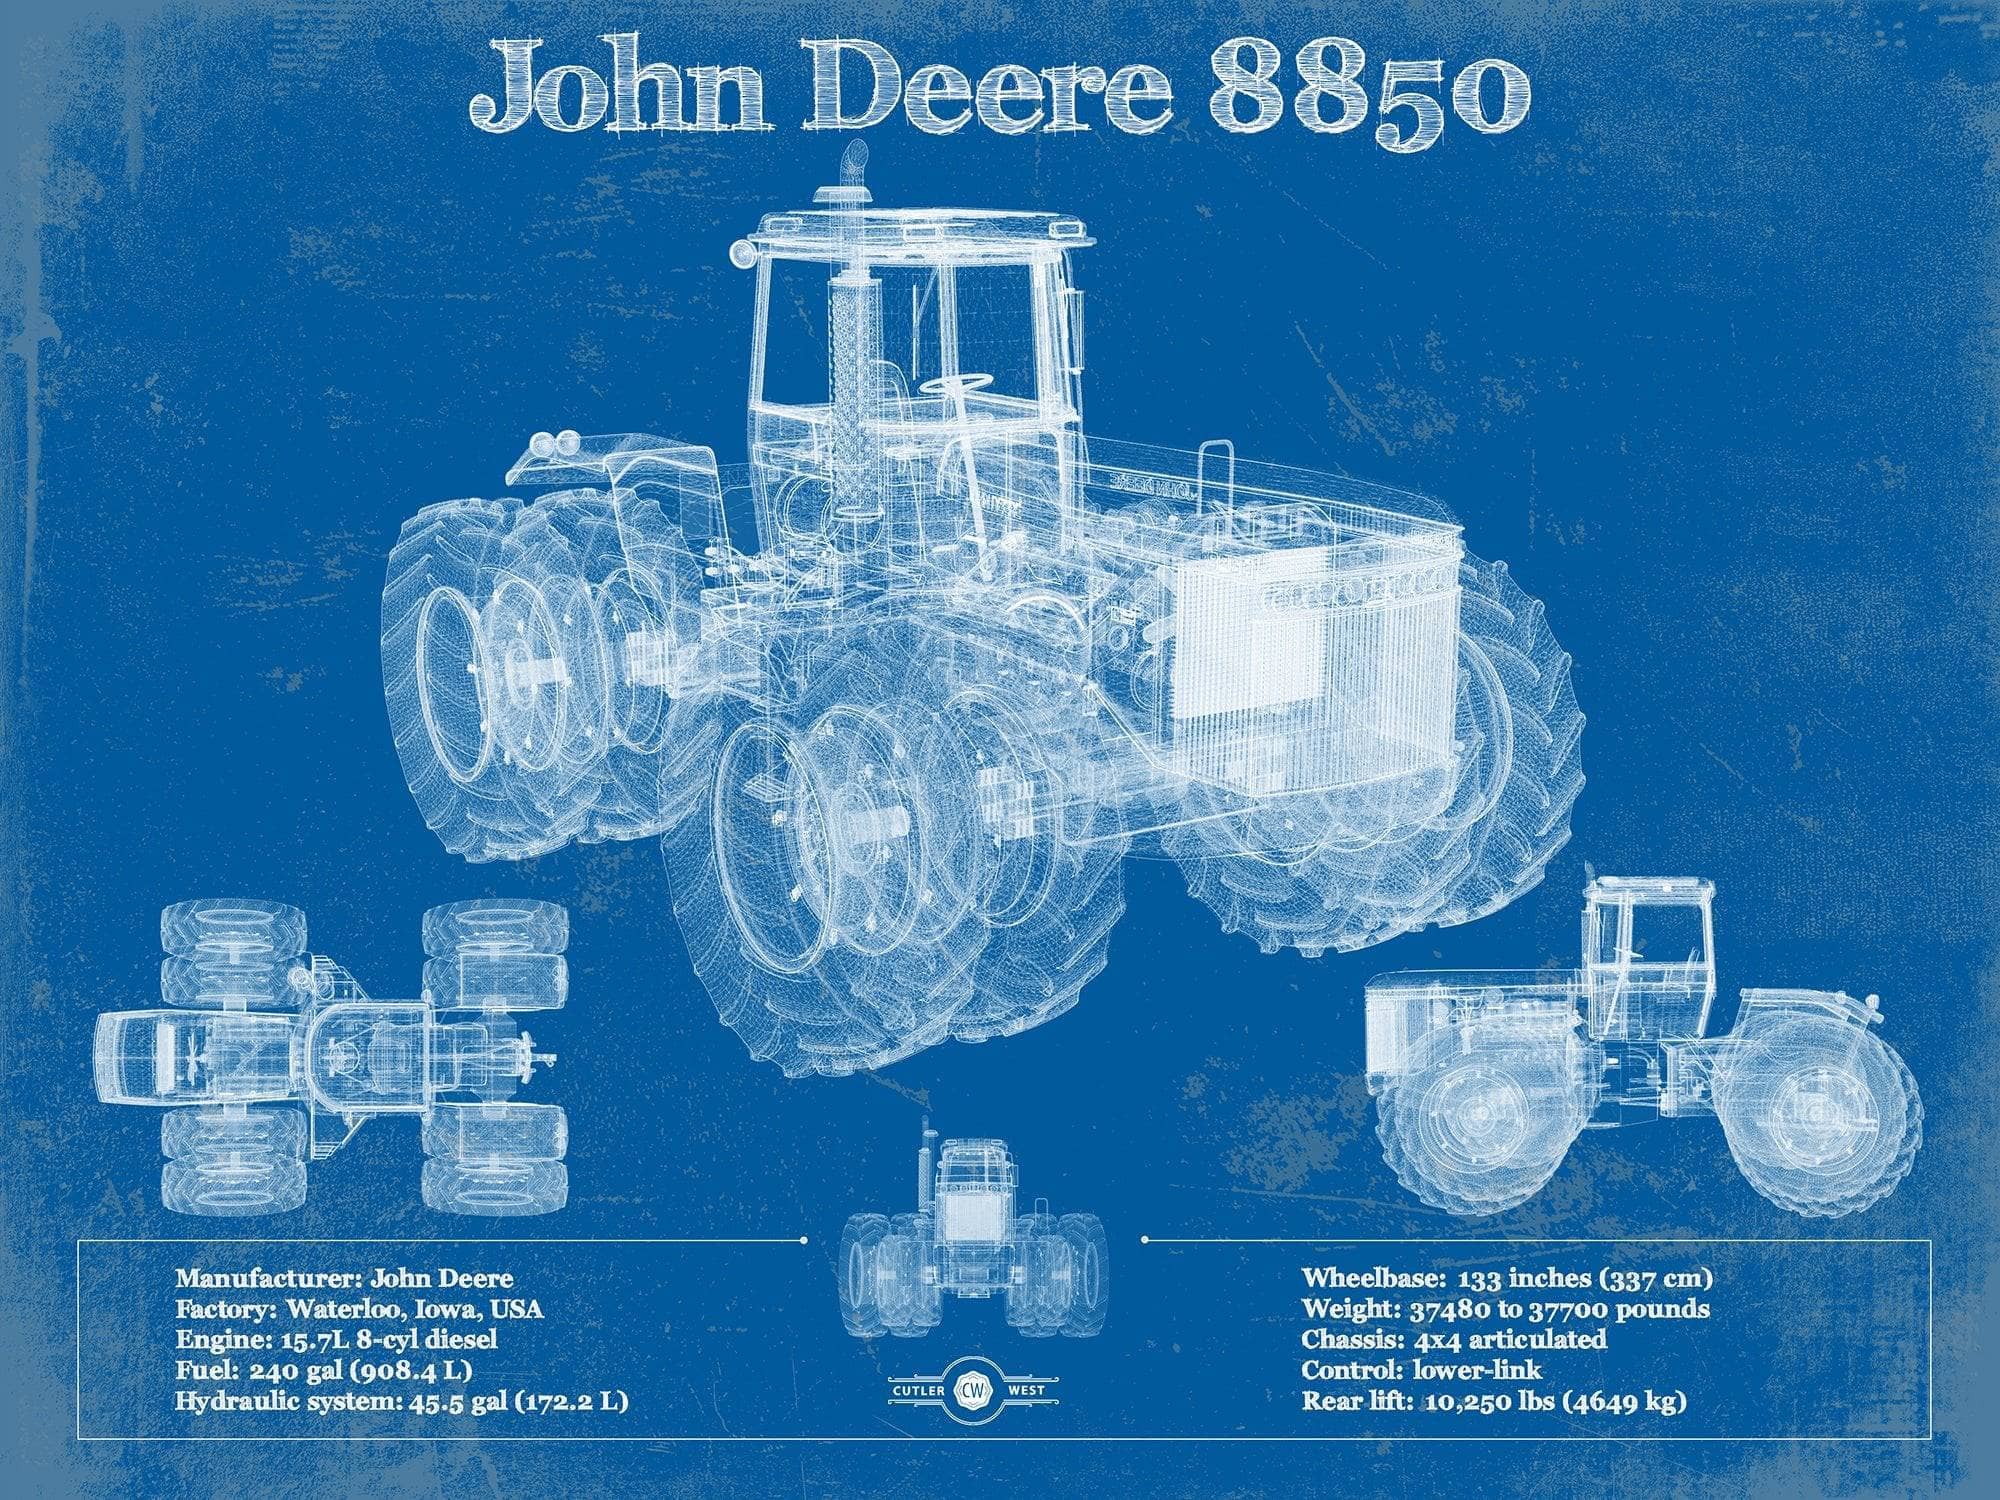 John Deere 8850
JOHN DEERE
Manufacturer: John Deere
Factory: Waterloo, Iowa, USA
Engine: 15.7L 8-cyl diesel
Fuel: 240 gal (908.4 L)
Hydraulic system: 45.5 gal (172.2 L)
CUTLER CW WEST
Wheelbase: 133 inches (337 cm)
Weight: 37480 to 37700 pounds
Chassis: 4x4 articulated
Control: lower-link
Rear lift: 10,250 lbs (4649 kg)